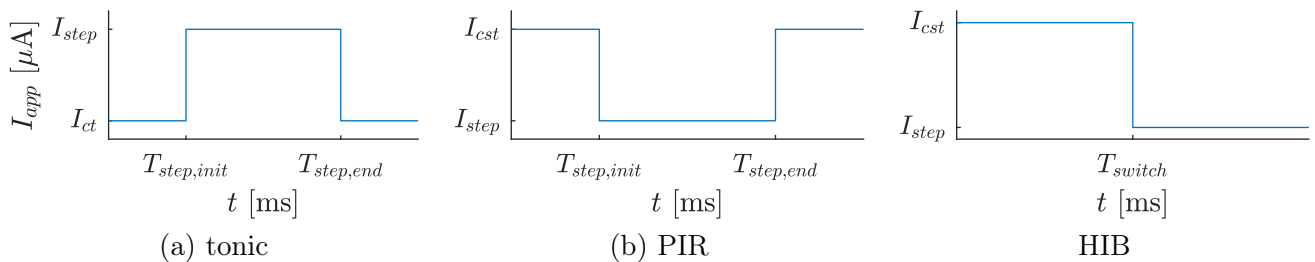 I_app [μA]
I_step
I_ct
T_step,init
T_step,end
t [ms]
(a) tonic
I_cst
I_step
T_step,init
T_step,end
t [ms]
(b) PIR
I_cst
I_step
T_switch
t [ms]
HIB